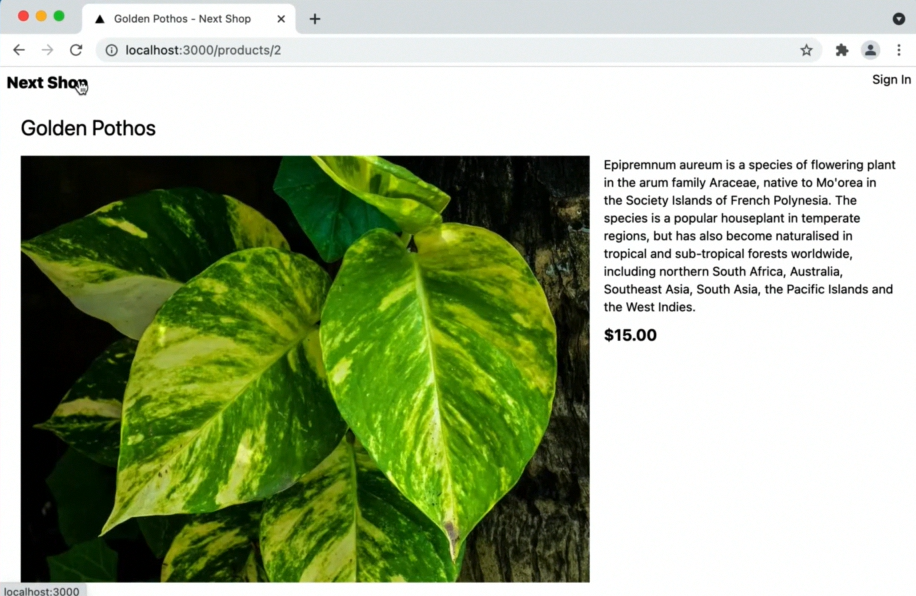 Golden Pothos - Next Shop
localhost:3000/products/2
Next Shop
Sign In
Golden Pothos
Epipremnum aureum is a species of flowering plant
in the arum family Araceae, native to Mo'orea in
the Society Islands of French Polynesia. The
species is a popular houseplant in temperate
regions, but has also become naturalised in
tropical and sub-tropical forests worldwide,
including northern South Africa, Australia,
Southeast Asia, South Asia, the Pacific Islands and
the West Indies.
$15.00
localhost:3000